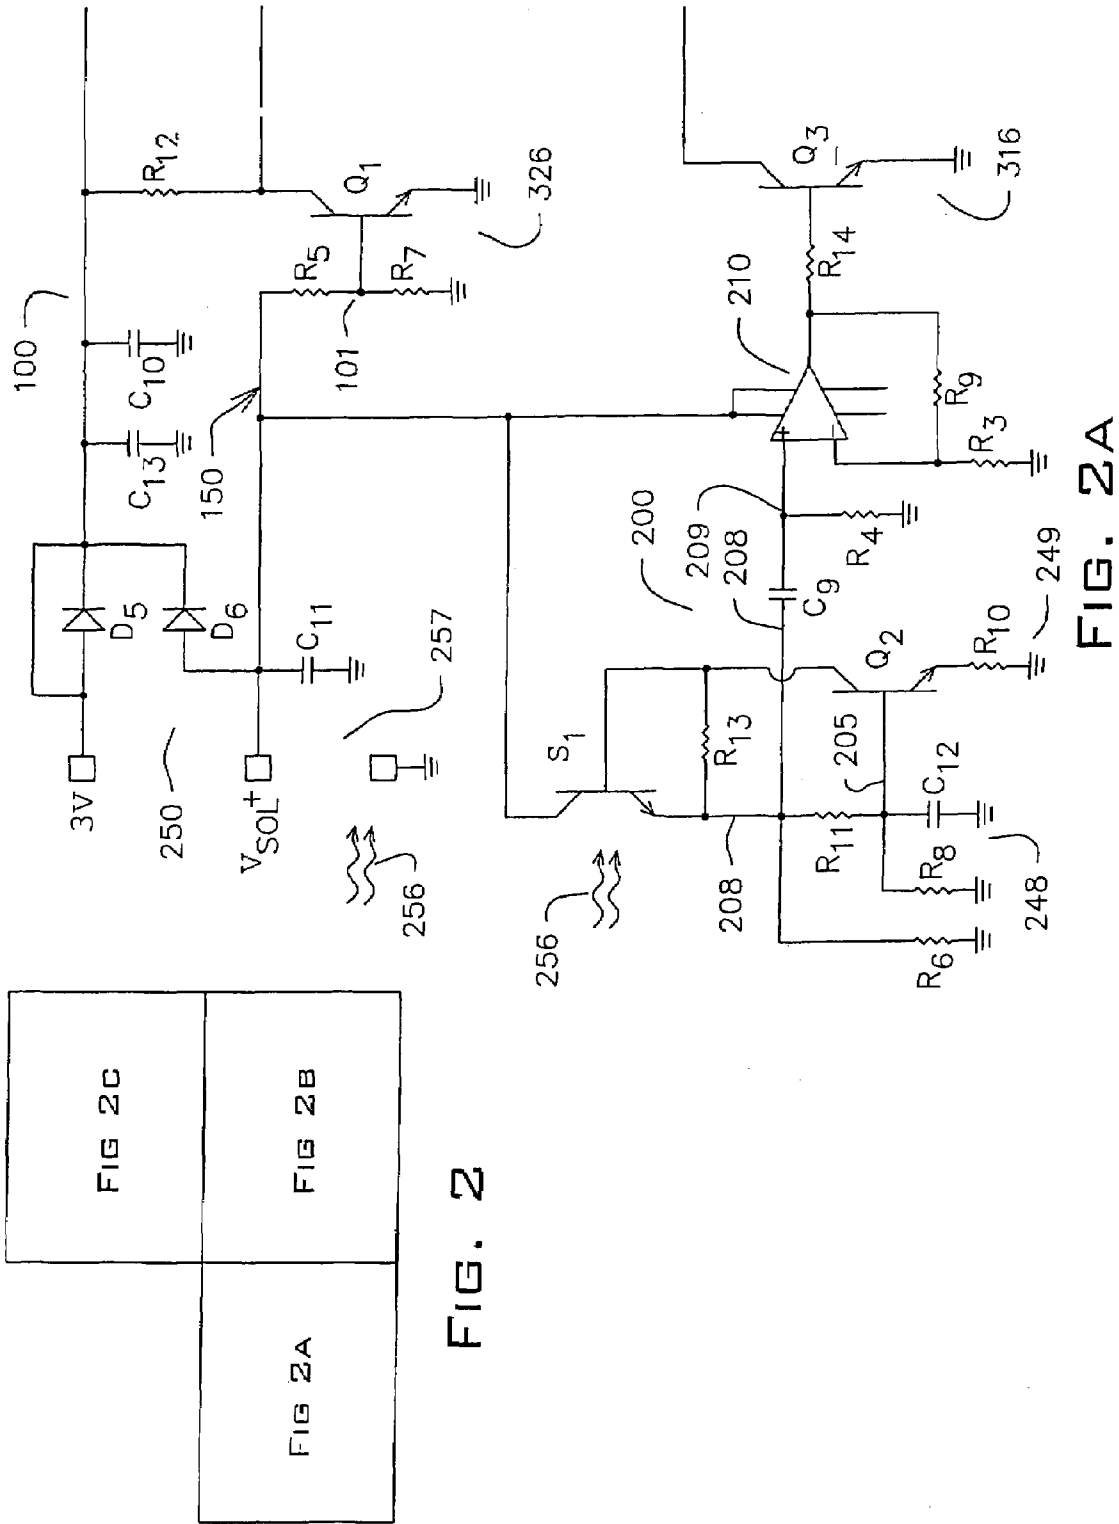 FIG 2A
FIG 2C
FIG 2B
FIG. 2
3V
250
D5
D6
C13
C10
100
R12
VSOL+
C11
257
256
150
101
R5
R7
Q1
326
S1
256
R13
208
200
209
208
C9
R4
210
R14
Q3
316
R9
R3
R6
R8
R11
205
C12
248
Q2
R10
249
+
−
FIG. 2A